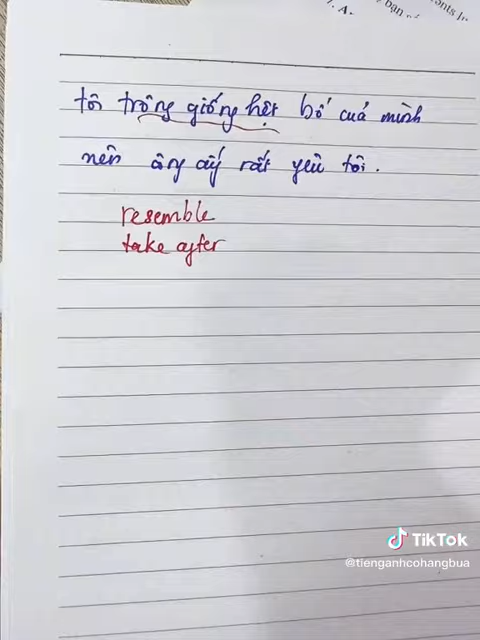 tôi trông giống hệt bố của mình
nên ông ấy rất yêu tôi.
resemble
take after
TikTok
@tienganhcohangbua